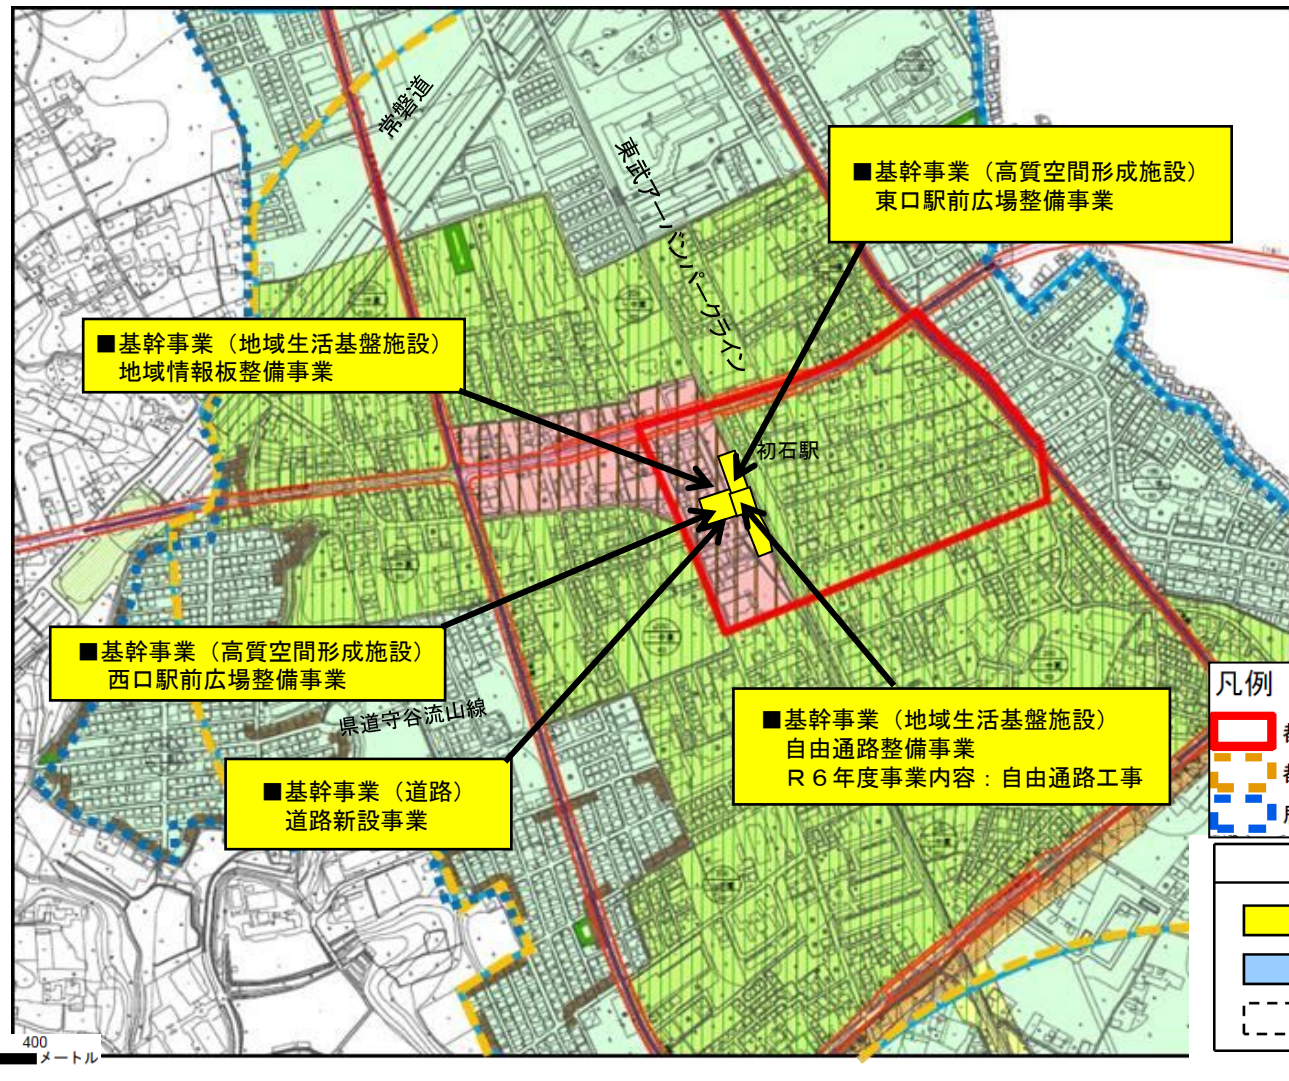 常磐道
東武アーバンパークライン
■基幹事業（高質空間形成施設）
東口駅前広場整備事業
■基幹事業（地域生活基盤施設）
地域情報板整備事業
初石駅
■基幹事業（高質空間形成施設）
西口駅前広場整備事業
県道守谷流山線
■基幹事業（地域生活基盤施設）
自由通路整備事業
Ｒ６年度事業内容：自由通路工事
■基幹事業（道路）
道路新設事業
凡例
400
メートル